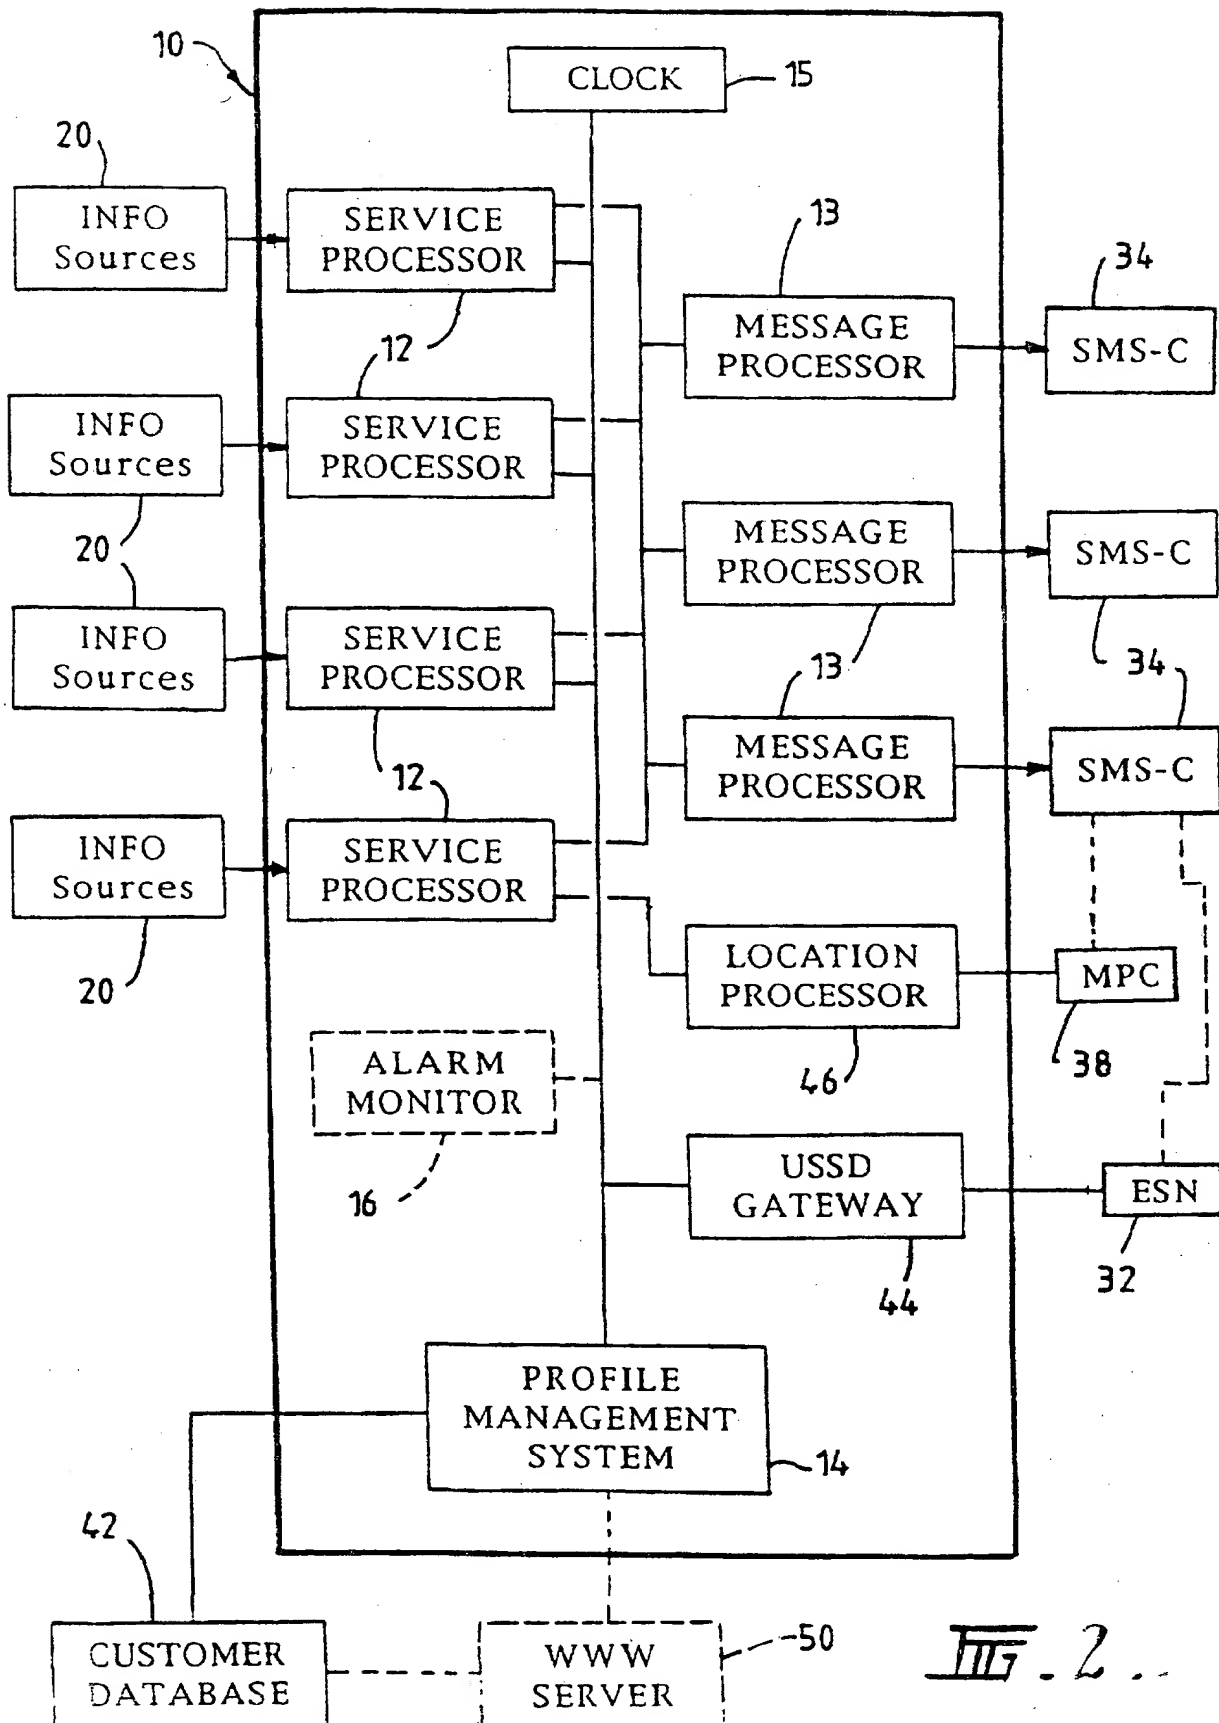 10
CLOCK
15
20
INFO
Sources
SERVICE
PROCESSOR
13
34
MESSAGE
PROCESSOR
SMS-C
12
INFO
Sources
SERVICE
PROCESSOR
20
MESSAGE
PROCESSOR
SMS-C
INFO
Sources
SERVICE
PROCESSOR
13
34
MESSAGE
PROCESSOR
SMS-C
12
INFO
Sources
SERVICE
PROCESSOR
20
LOCATION
PROCESSOR
MPC
38
46
ALARM
MONITOR
16
USSD
GATEWAY
ESN
32
44
PROFILE
MANAGEMENT
SYSTEM
14
42
CUSTOMER
DATABASE
WWW
SERVER
50
FIG. 2.